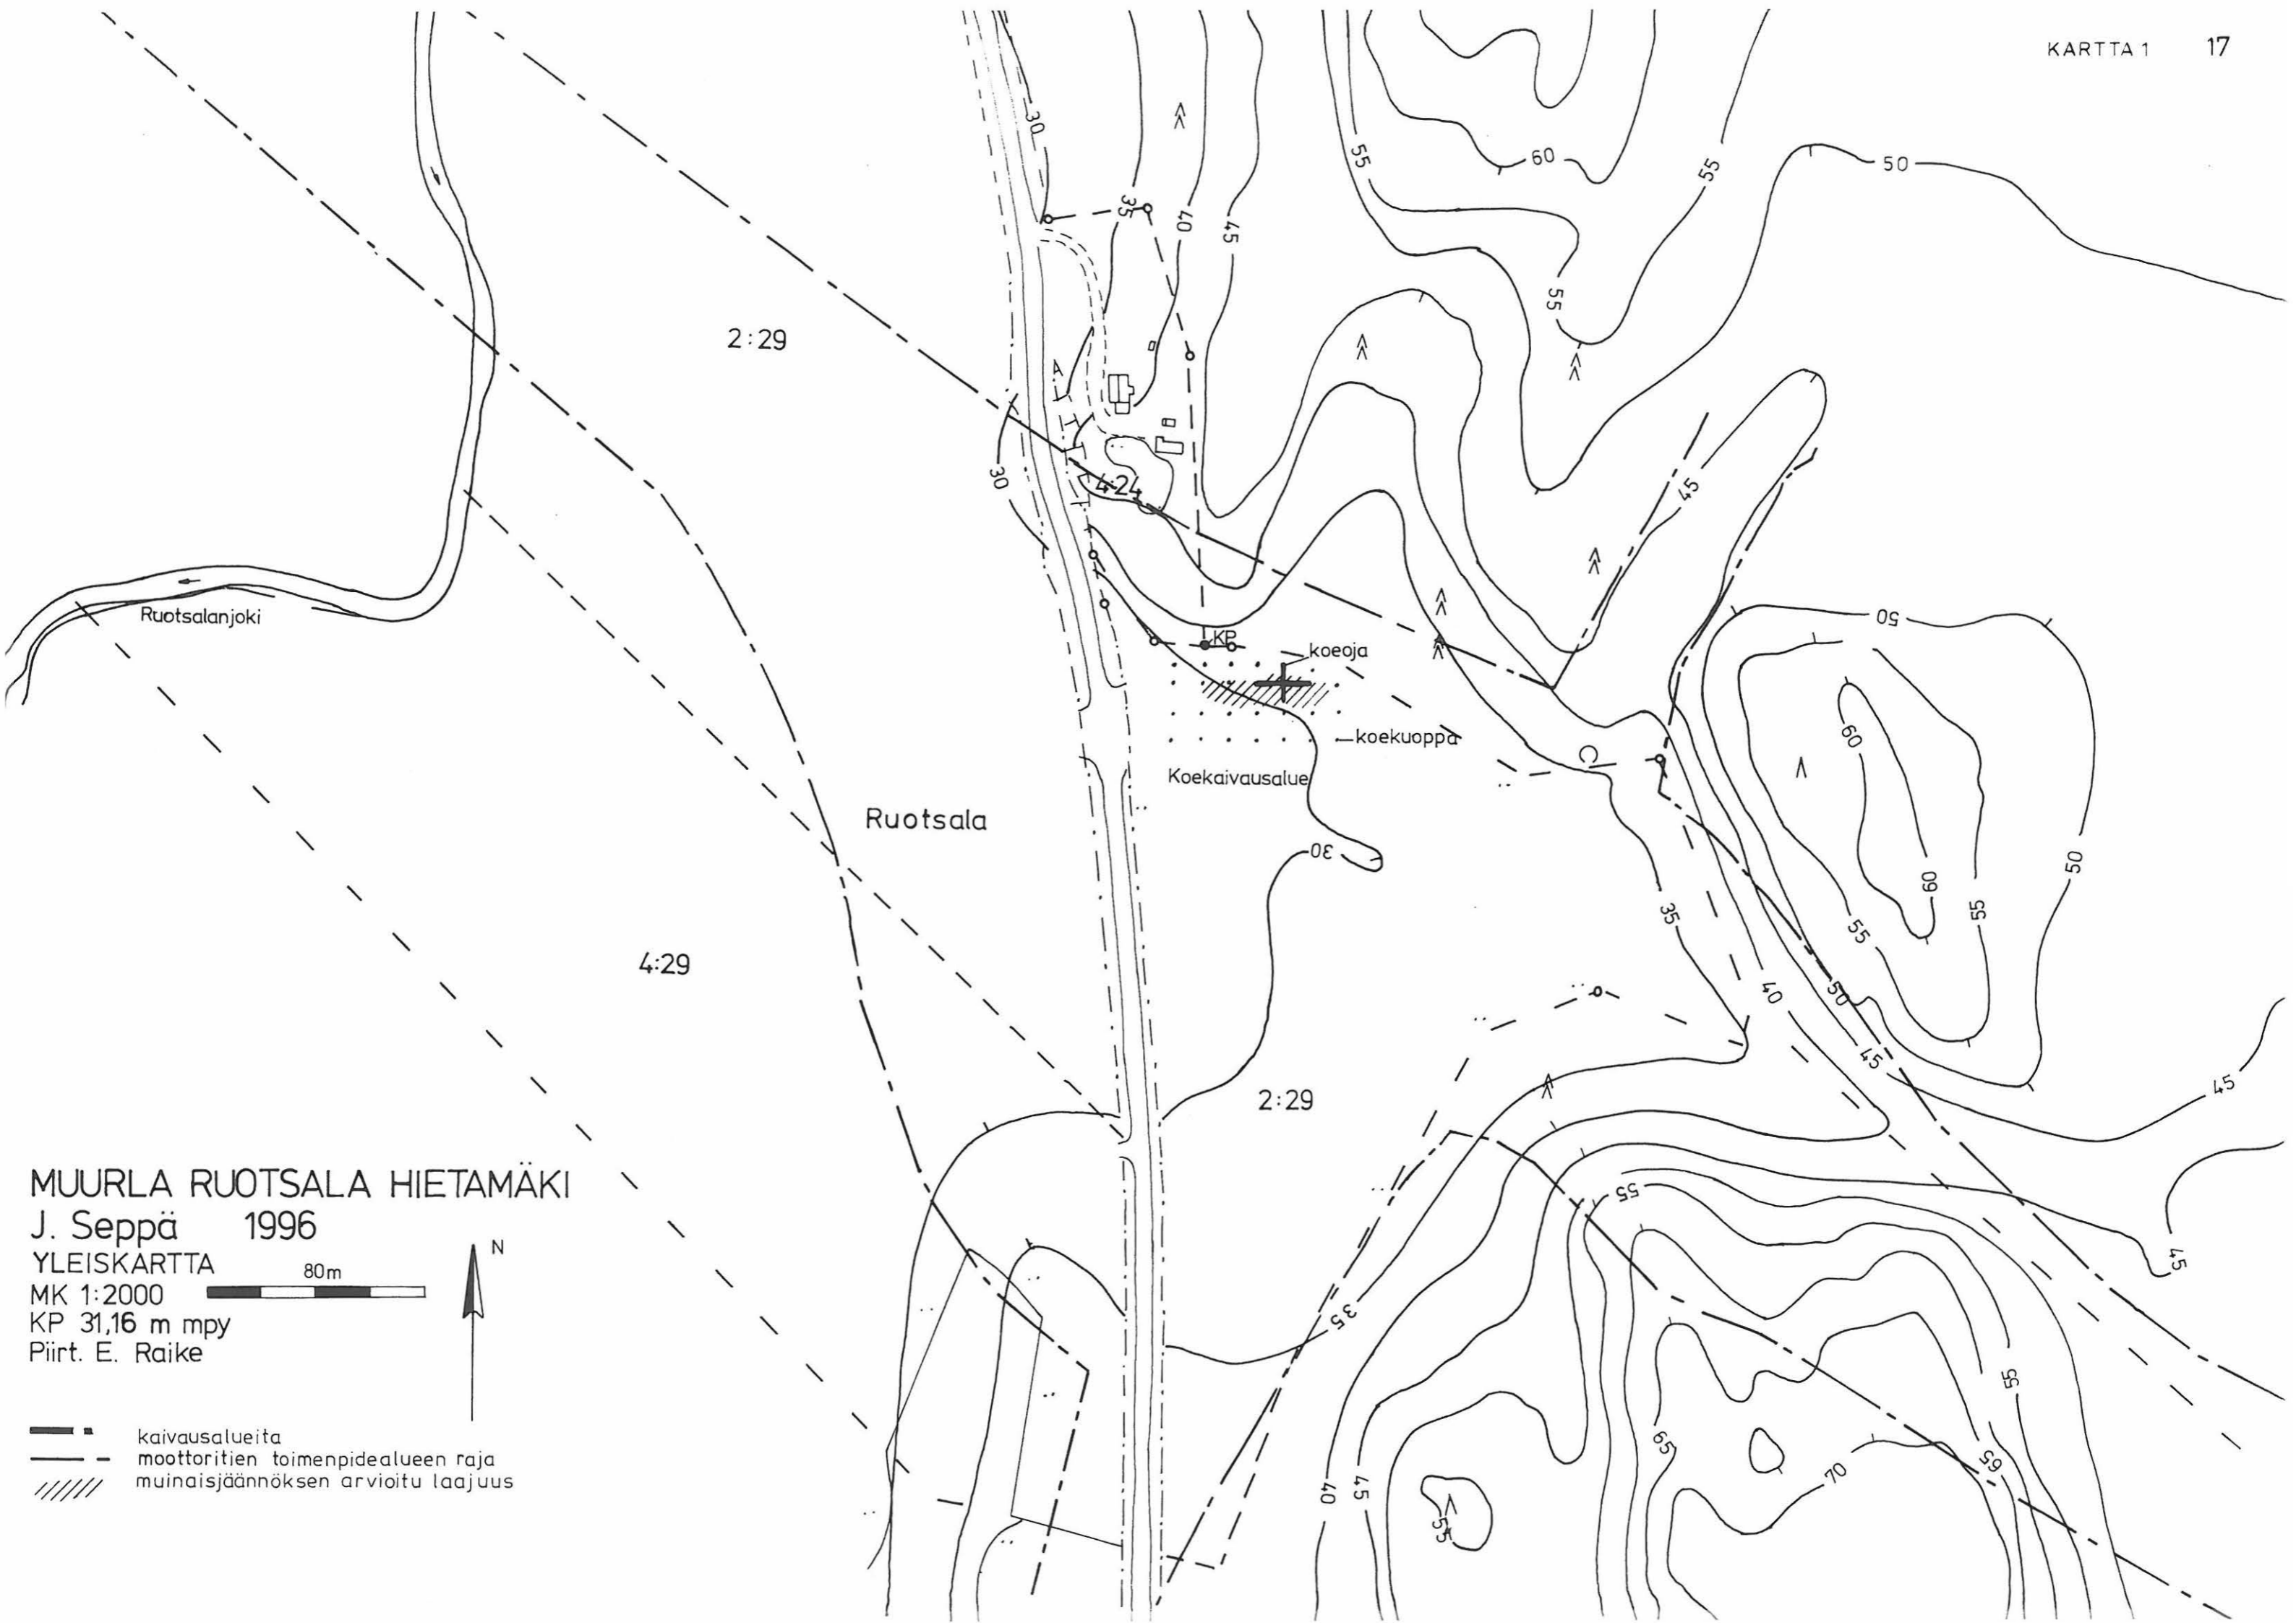 KARTTA 1 17
30
55
60
55
50
35
40
45
55
2:29
30
4:24
45
Ruotsalanjoki
50
KP
koeoja
60
koekuoppa
Koekaivausalue
Ruotsala
30
50
60
35
55
55
4:29
40
50
45
45
2:29
MUURLA RUOTSALA HIETAMÄKI
J. Seppä 1996
YLEISKARTTA
MK 1:2000
80m
N
KP 31,16 m mpy
Piirt. E. Raike
55
45
35
55
65
65
70
40
45
55
kaivausalueita
moottoritien toimenpidealueen raja
muinaisjäännöksen arvioitu laajuus